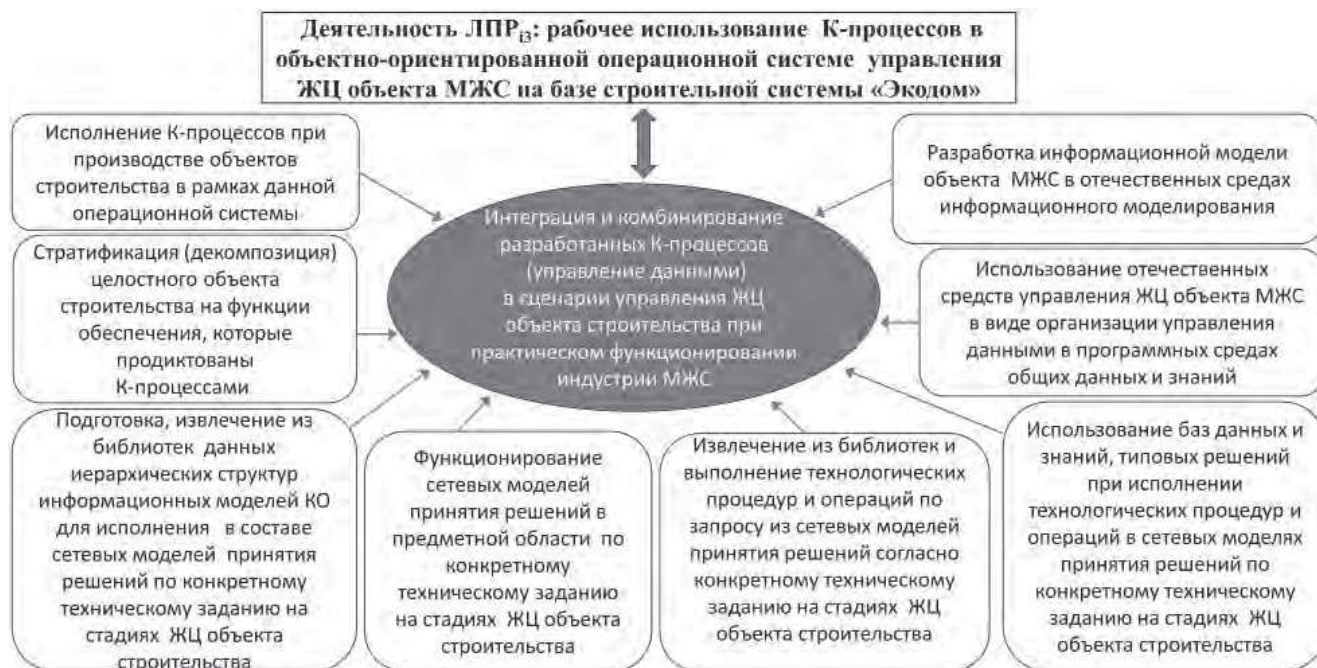 Деятельность ЛПРi3: рабочее использование К-процессов в
объектно-ориентированной операционной системе управления
ЖЦ объекта МЖС на базе строительной системы «Экодом»
Исполнение К-процессов при
производстве объектов
строительства в рамках данной
операционной системы
Стратификация (декомпозиция)
целостного объекта
строительства на функции
обеспечения, которые
продиктованы
К-процессами
Подготовка, извлечение из
библиотек данных
иерархических структур
информационных моделей КО
для исполнения в составе
сетевых моделей принятия
решений по конкретному
техническому заданию на
стадиях ЖЦ объекта
строительства
Интеграция и комбинирование
разработанных К-процессов
(управление данными)
в сценарии управления ЖЦ
объекта строительства при
практическом функционировании
индустрии МЖС
Функционирование
сетевых моделей
принятия решений в
предметной области по
конкретному
техническому заданию
на стадиях ЖЦ объекта
строительства
Извлечение из библиотек и
выполнение технологических
процедур и операций по
запросу из сетевых моделей
принятия решений согласно
конкретному техническому
заданию на стадиях ЖЦ
объекта строительства
Разработка информационной модели
объекта МЖС в отечественных средах
информационного моделирования
Использование отечественных
средств управления ЖЦ объекта МЖС
в виде организации управления
данными в программных средах
общих данных и знаний
Использование баз данных и
знаний, типовых решений
при исполнении
технологических процедур и
операций в сетевых моделях
принятия решений по
конкретному техническому
заданию на стадиях ЖЦ
объекта строительства